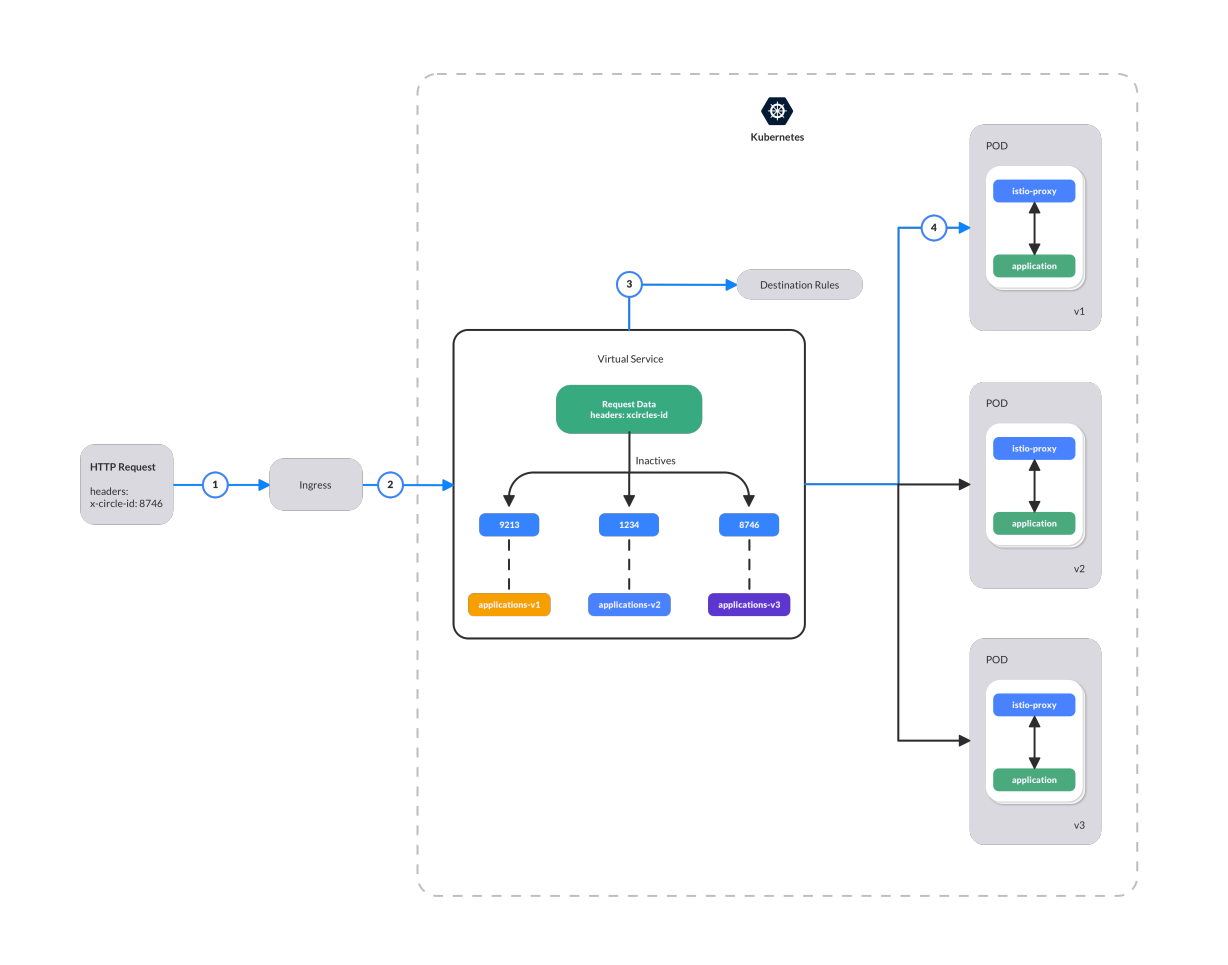 Kubernetes
POD
istio-proxy
application
v1
4
3
Destination Rules
Virtual Service
Request Data
headers: xcircles-id
Inactives
9213
1234
8746
applications-v1
applications-v2
applications-v3
HTTP Request
headers:
x-circle-id: 8746
1
Ingress
2
POD
istio-proxy
application
v2
POD
istio-proxy
application
v3